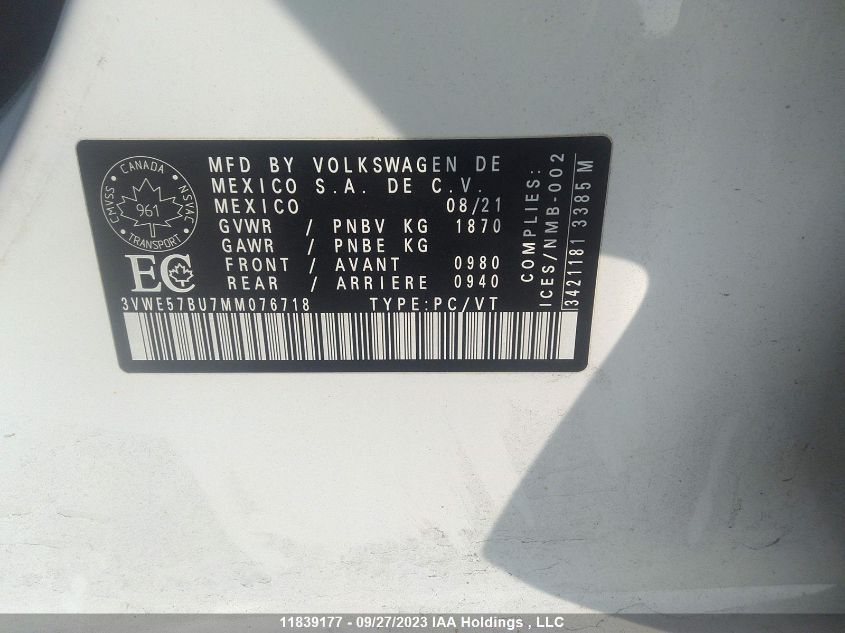 CANADA
CMVSS
NSVAC
961
TRANSPORT
EC
MFD BY VOLKSWAGEN DE
MEXICO S.A. DE C.V.
MEXICO 08/21
GVWR / PNBV KG 1870
GAWR / PNBE KG
FRONT / AVANT 0980
REAR / ARRIERE 0940
3VWE57BU7MM076718 TYPE:PC/VT
COMPLIES:
ICES/NMB-002
34211181 3385 M
11839177 - 09/27/2023 IAA Holdings , LLC